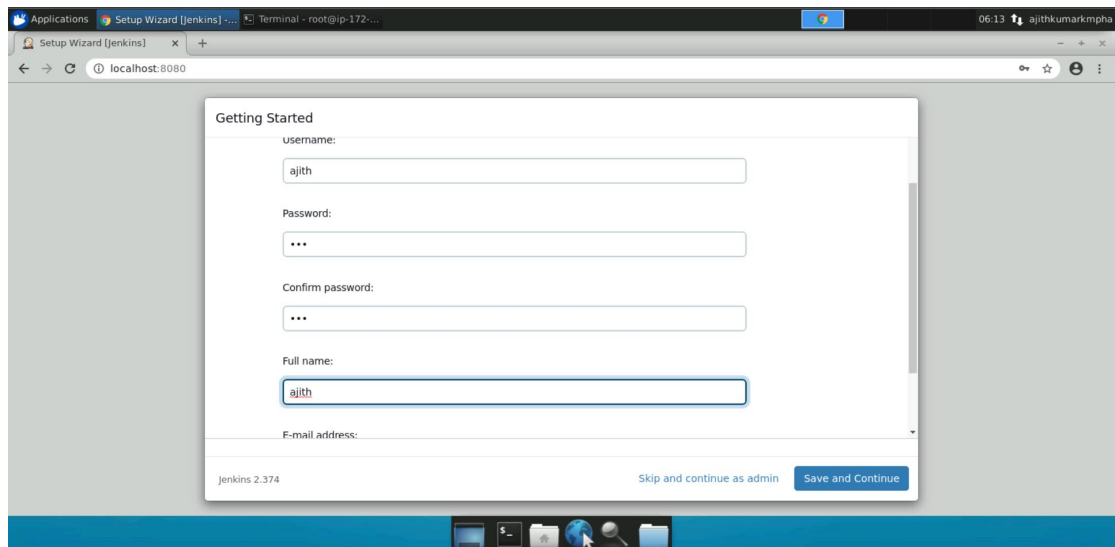 Applications Setup Wizard [Jenkins] -... Terminal - root@ip-172-... 06:13 ajithkumarkmpha
Setup Wizard [Jenkins]
localhost:8080
Getting Started
Username:
ajith
Password:
•••
Confirm password:
•••
Full name:
ajith
E-mail address:
Jenkins 2.374 Skip and continue as admin Save and Continue